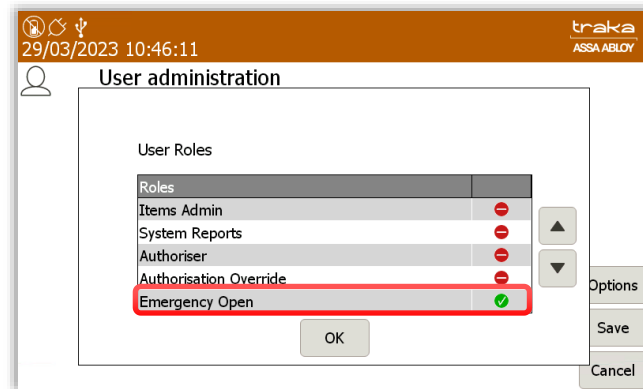 traka
29/03/2023 10:46:11
ASSA ABLOY
User administration
User Roles
Roles
Items Admin
System Reports
Authoriser
Authorisation Override
Emergency Open
Options
OK
Save
Cancel